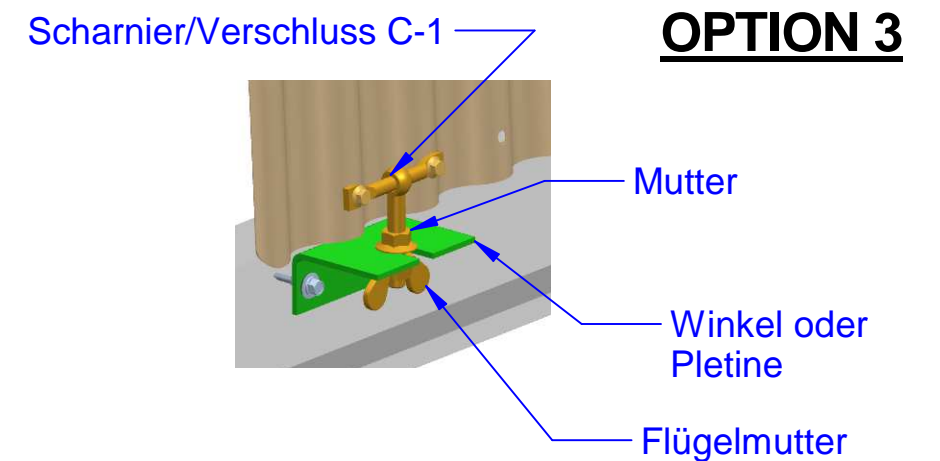 Scharnier/Verschluss C-1
OPTION 3
Mutter
Winkel oder
Pletine
Flügelmutter